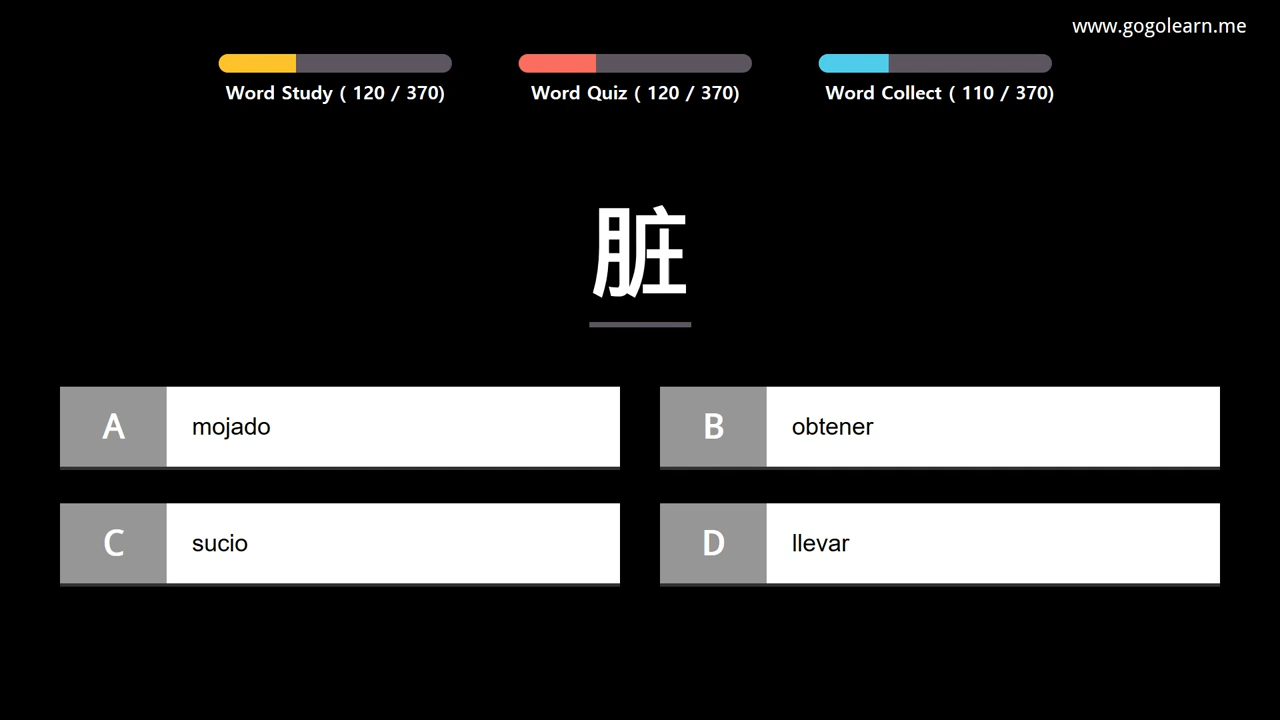 www.gogolearn.me
Word Study ( 120 / 370)
Word Quiz ( 120 / 370)
Word Collect ( 110 / 370)
脏
A mojado
B obtener
C sucio
D llevar